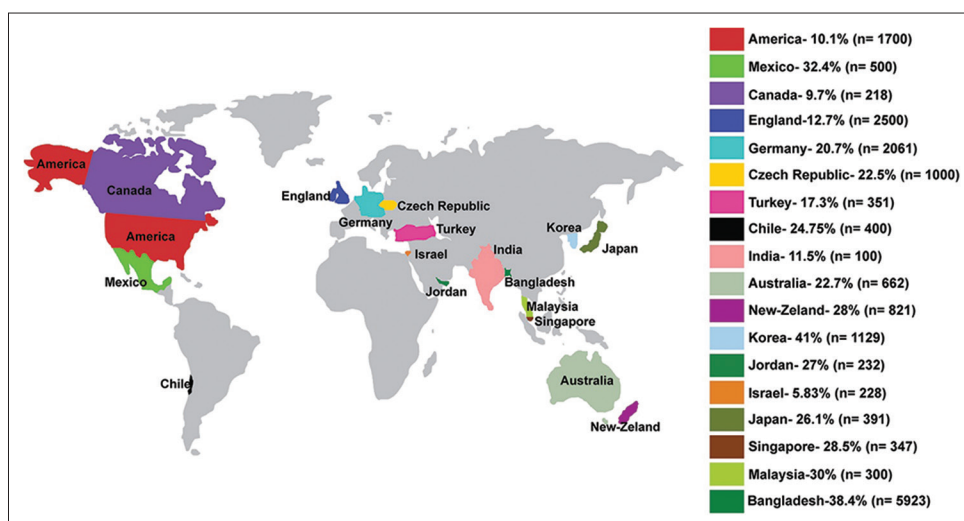 America
Canada
America
Mexico
Chile
England
Germany
Czech Republic
Turkey
Israel
Jordan
India
Bangladesh
Korea
Japan
Malaysia
Singapore
Australia
New-Zeland
America- 10.1% (n= 1700)
Mexico- 32.4% (n= 500)
Canada- 9.7% (n= 218)
England-12.7% (n= 2500)
Germany- 20.7% (n= 2061)
Czech Republic- 22.5% (n= 1000)
Turkey- 17.3% (n= 351)
Chile- 24.75% (n= 400)
India- 11.5% (n= 100)
Australia- 22.7% (n= 662)
New-Zeland- 28% (n= 821)
Korea- 41% (n= 1129)
Jordan- 27% (n= 232)
Israel- 5.83% (n= 228)
Japan- 26.1% (n= 391)
Singapore- 28.5% (n= 347)
Malaysia-30% (n= 300)
Bangladesh-38.4% (n= 5923)